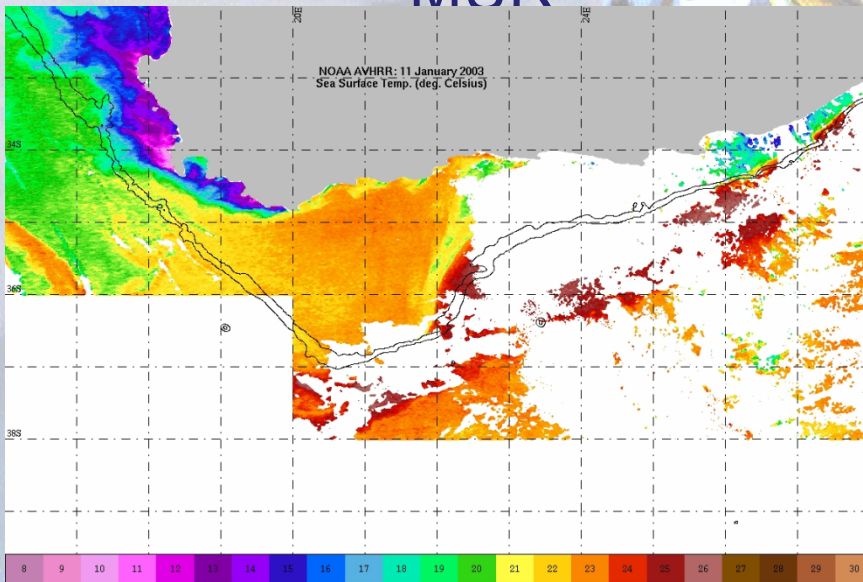 MUR
20E
24E
NOAA AVHRR: 11 January 2003
Sea Surface Temp. (deg. Celsius)
34S
36S
38S
8 9 10 11 12 13 14 15 16 17 18 19 20 21 22 23 24 25 26 27 28 29 30